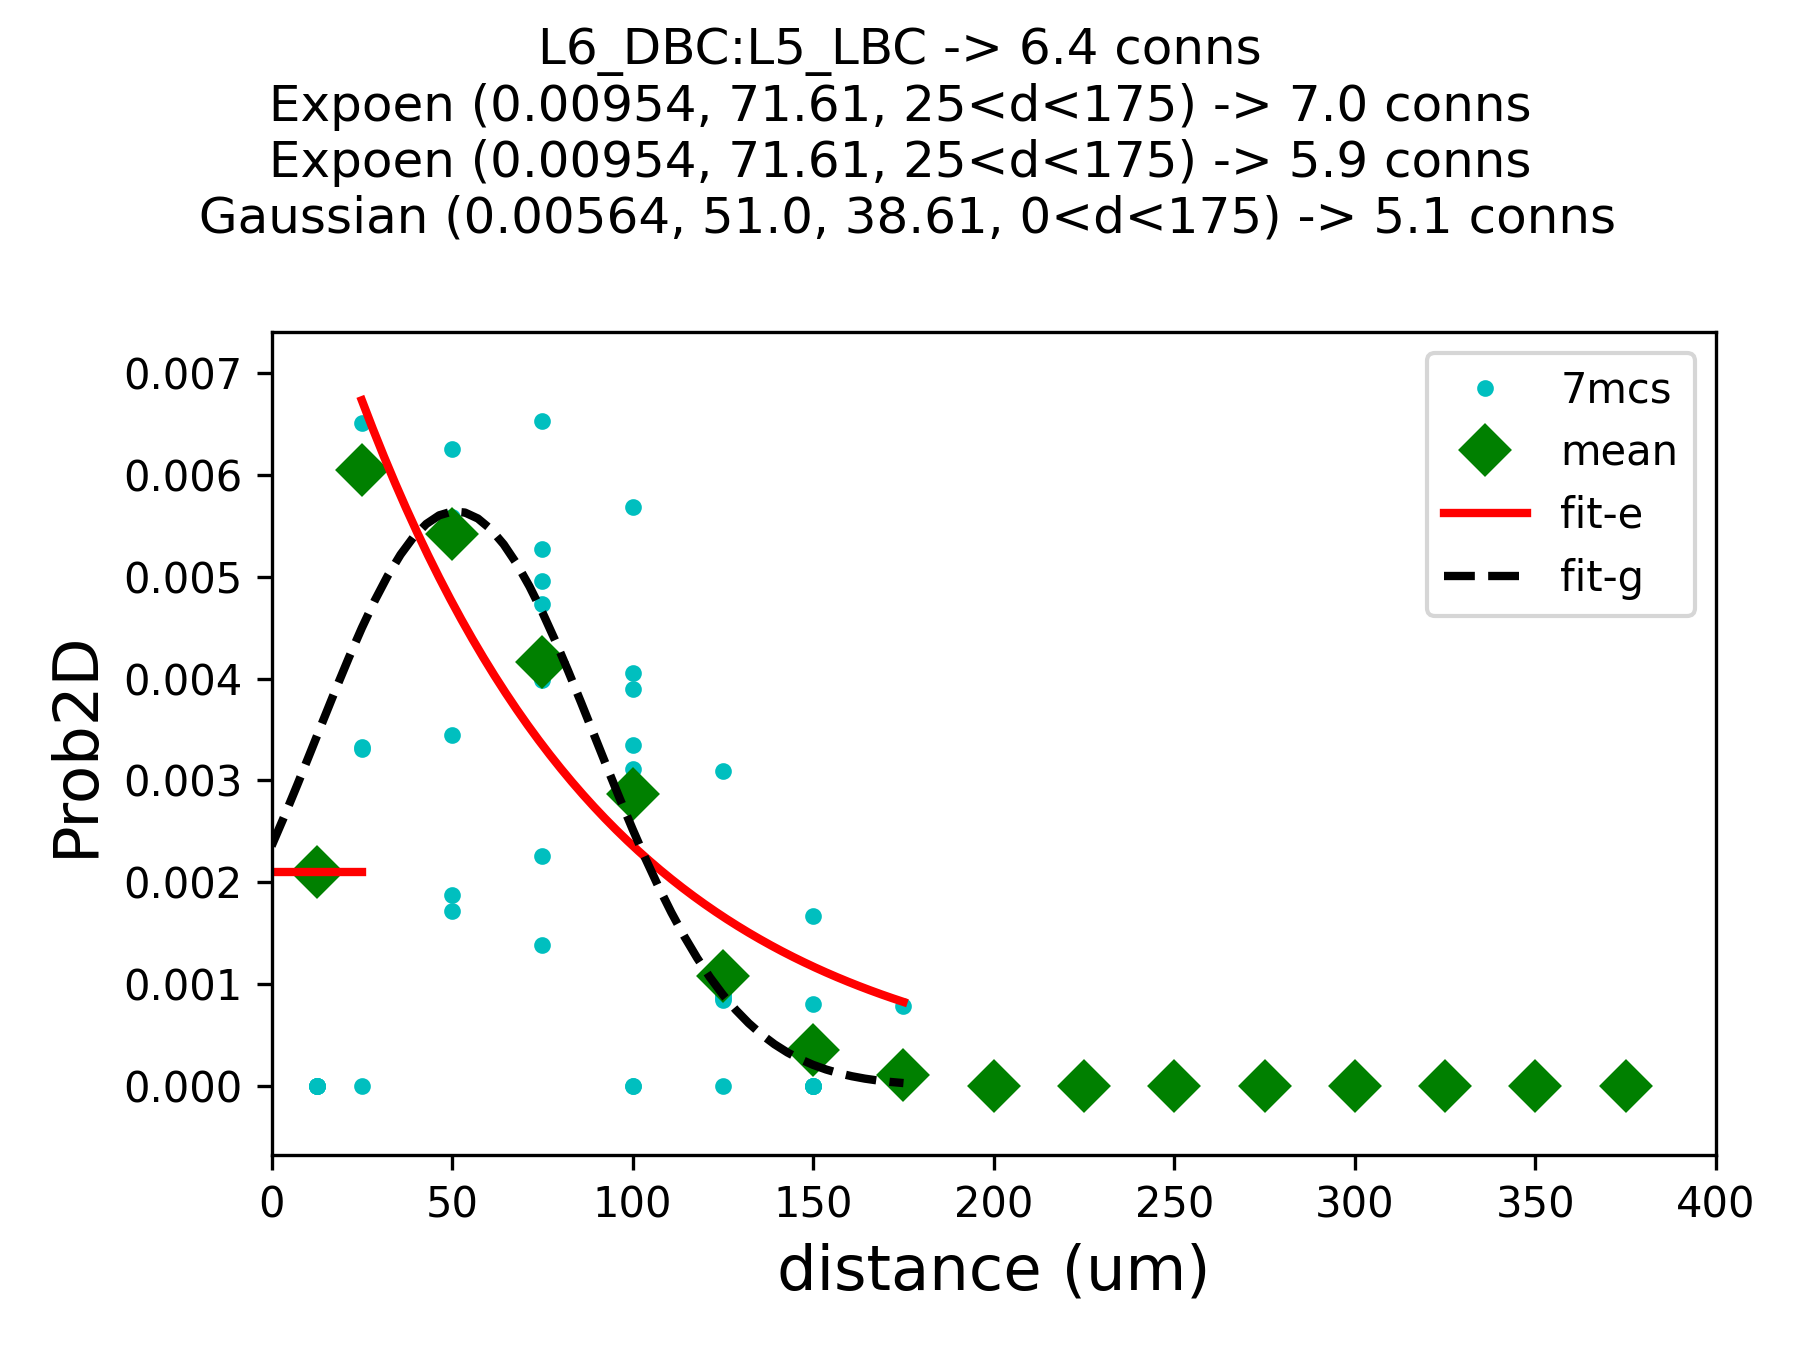 L6_DBC:L5_LBC -> 6.4 conns
Expoen (0.00954, 71.61, 25<d<175) -> 7.0 conns
Expoen (0.00954, 71.61, 25<d<175) -> 5.9 conns
Gaussian (0.00564, 51.0, 38.61, 0<d<175) -> 5.1 conns
7mcs
mean
fit-e
fit-g
Prob2D
0.007
0.006
0.005
0.004
0.003
0.002
0.001
0.000
0 50 100 150 200 250 300 350 400
distance (um)